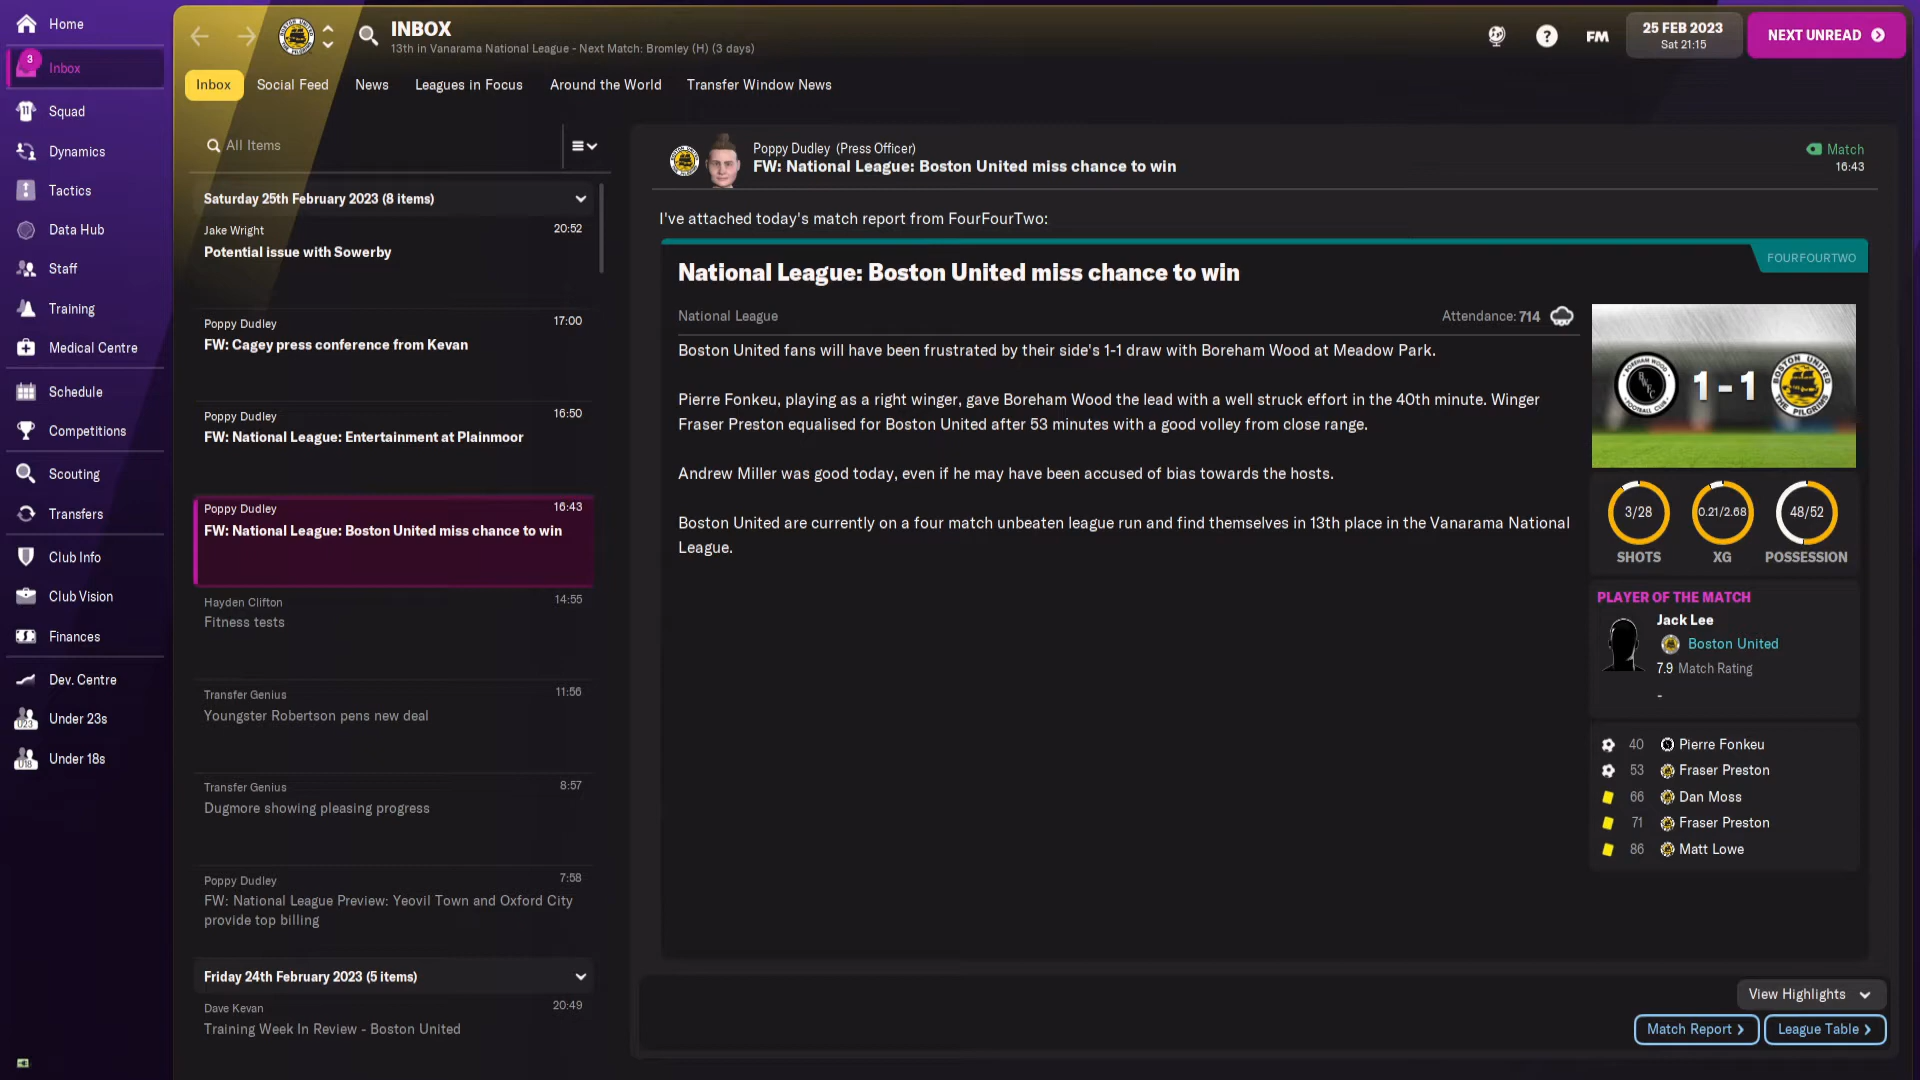 Home
3
Inbox
Squad
Dynamics
Tactics
Data Hub
Staff
Training
Medical Centre
Schedule
Competitions
Scouting
Transfers
Club Info
Club Vision
Finances
Dev. Centre
U23
Under 23s
U18
Under 18s
INBOX
13th in Vanarama National League - Next Match: Bromley (H) (3 days)
FM
25 FEB 2023
Sat 21:15
NEXT UNREAD
Inbox
Social Feed
News
Leagues in Focus
Around the World
Transfer Window News
All Items
Saturday 25th February 2023 (8 items)
Jake Wright
20:52
Potential issue with Sowerby
Poppy Dudley
17:00
FW: Cagey press conference from Kevan
Poppy Dudley
16:50
FW: National League: Entertainment at Plainmoor
Poppy Dudley
16:43
FW: National League: Boston United miss chance to win
Hayden Clifton
14:55
Fitness tests
Transfer Genius
11:56
Youngster Robertson pens new deal
Transfer Genius
8:57
Dugmore showing pleasing progress
Poppy Dudley
7:58
FW: National League Preview: Yeovil Town and Oxford City
provide top billing
Friday 24th February 2023 (5 items)
Dave Kevan
20:49
Training Week In Review - Boston United
Poppy Dudley (Press Officer)
FW: National League: Boston United miss chance to win
Match
16:43
I've attached today's match report from FourFourTwo:
FOURFOURTWO
National League: Boston United miss chance to win
National League
Attendance: 714
Boston United fans will have been frustrated by their side's 1-1 draw with Boreham Wood at Meadow Park.
Pierre Fonkeu, playing as a right winger, gave Boreham Wood the lead with a well struck effort in the 40th minute. Winger
Fraser Preston equalised for Boston United after 53 minutes with a good volley from close range.
Andrew Miller was good today, even if he may have been accused of bias towards the hosts.
Boston United are currently on a four match unbeaten league run and find themselves in 13th place in the Vanarama National
League.
BOREHAM WOOD
FOOTBALL CLUB
1 - 1
BOSTON UNITED
THE PILGRIMS
3/28
0.21/2.68
48/52
SHOTS
XG
POSSESSION
PLAYER OF THE MATCH
Jack Lee
Boston United
7.9 Match Rating
-
40 Pierre Fonkeu
53 Fraser Preston
66 Dan Moss
71 Fraser Preston
86 Matt Lowe
View Highlights
Match Report
League Table